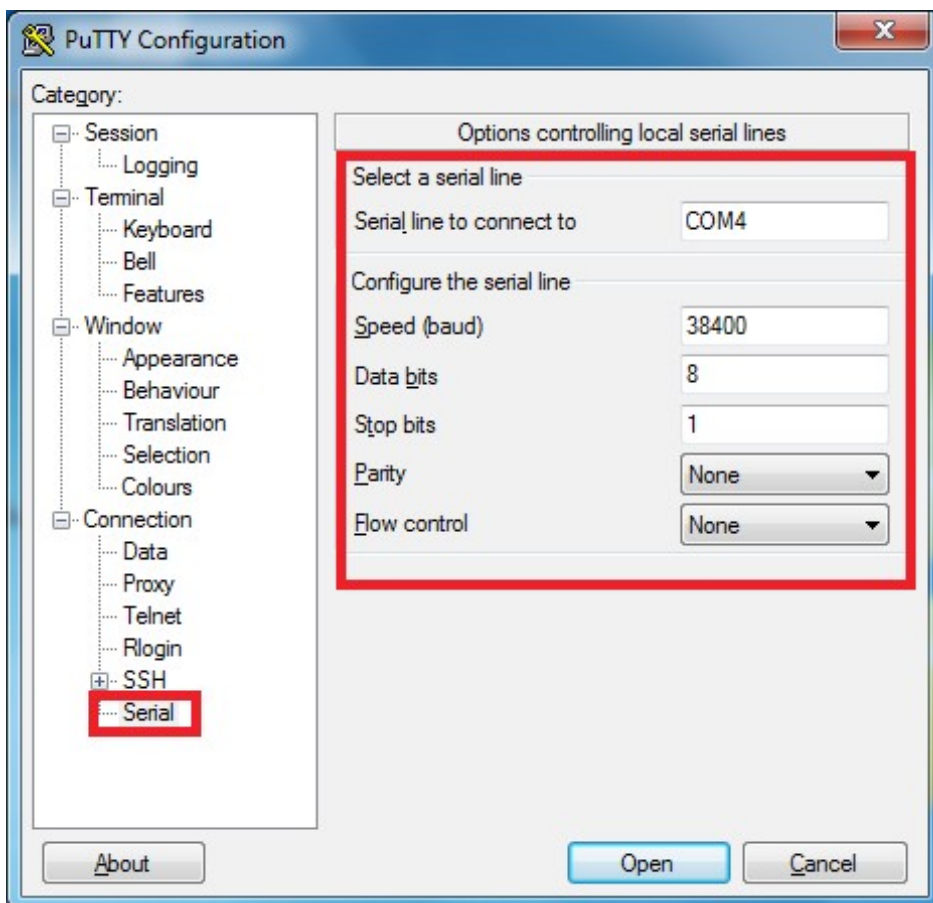 PuTTY Configuration
Category:
Session
Logging
Terminal
Keyboard
Bell
Features
Window
Appearance
Behaviour
Translation
Selection
Colours
Connection
Data
Proxy
Telnet
Rlogin
SSH
Serial
Options controlling local serial lines
Select a serial line
Serial line to connect to COM4
Configure the serial line
Speed (baud) 38400
Data bits 8
Stop bits 1
Parity None
Flow control None
About Open Cancel